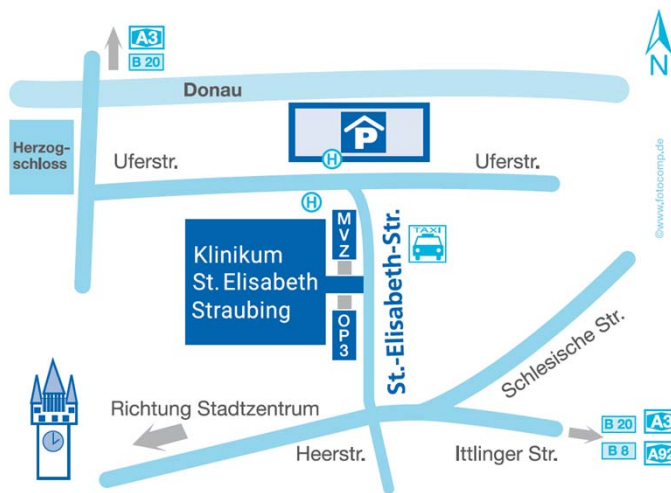 A3
B 20
N
Donau
P
Herzog-
schloss
H
Uferstr.
Uferstr.
©www.fotocomp.de
H
MVZ
TAXI
Klinikum
St. Elisabeth
Straubing
St.-Elisabeth-Str.
OP3
Schlesische Str.
Richtung Stadtzentrum
B 20 A3
B 8 A92
Heerstr.
Ittlinger Str.